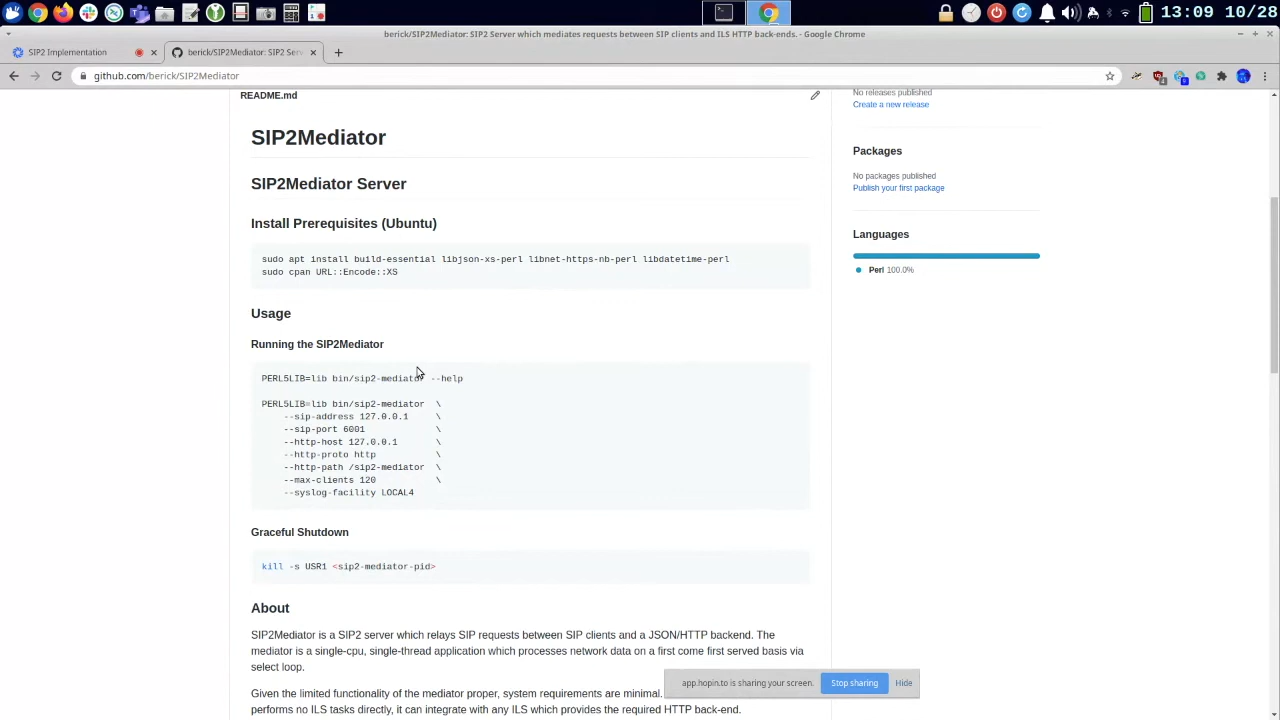 13:09 10/28
berick/SIP2Mediator: SIP2 Server which mediates requests between SIP clients and ILS HTTP back-ends. - Google Chrome
SIP2 Implementation
berick/SIP2Mediator: SIP2 Serv
github.com/berick/SIP2Mediator
README.md
SIP2Mediator
SIP2Mediator Server
Install Prerequisites (Ubuntu)
sudo apt install build-essential libjson-xs-perl libnet-https-nb-perl libdatetime-perl
sudo cpan URL::Encode::XS
Usage
Running the SIP2Mediator
PERL5LIB=lib bin/sip2-mediator --help
PERL5LIB=lib bin/sip2-mediator \
--sip-address 127.0.0.1 \
--sip-port 6001 \
--http-host 127.0.0.1 \
--http-proto http \
--http-path /sip2-mediator \
--max-clients 120 \
--syslog-facility LOCAL4
Graceful Shutdown
kill -s USR1 <sip2-mediator-pid>
About
SIP2Mediator is a SIP2 server which relays SIP requests between SIP clients and a JSON/HTTP backend. The
mediator is a single-cpu, single-thread application which processes network data on a first come first served basis via
select loop.
Given the limited functionality of the mediator proper, system requirements are minimal.
performs no ILS tasks directly, it can integrate with any ILS which provides the required HTTP back-end.
No releases published
Create a new release
Packages
No packages published
Publish your first package
Languages
Perl 100.0%
app.hopin.to is sharing your screen.
Stop sharing
Hide